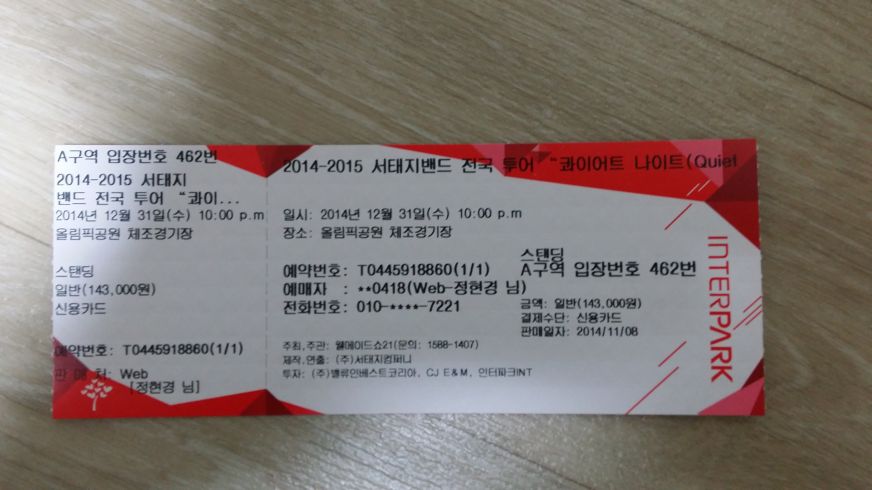 A구역 입장번호 462번
2014-2015 서태지
밴드 전국 투어 “콰이...
2014년 12월 31일(수) 10:00 p.m
올림픽공원 체조경기장
스탠딩
일반(143,000원)
신용카드
예약번호: T0445918860(1/1)
판 매 처: Web
[정현경 님]
2014-2015 서태지밴드 전국 투어 “콰이어트 나이트(Quiet
일시: 2014년 12월 31일(수) 10:00 p.m
장소: 올림픽공원 체조경기장
스탠딩
A구역 입장번호 462번
예약번호: T0445918860(1/1)
예매자 : **0418(Web-정현경 님)
전화번호: 010-****-7221
금액: 일반(143,000원)
결제수단: 신용카드
판매일자: 2014/11/08
주최,주관: 웰메이드쇼21(문의: 1588-1407)
제작,연출: (주)서태지컴퍼니
투자: (주)밸류인베스트코리아, CJ E&M, 인터파크INT
INTERPARK